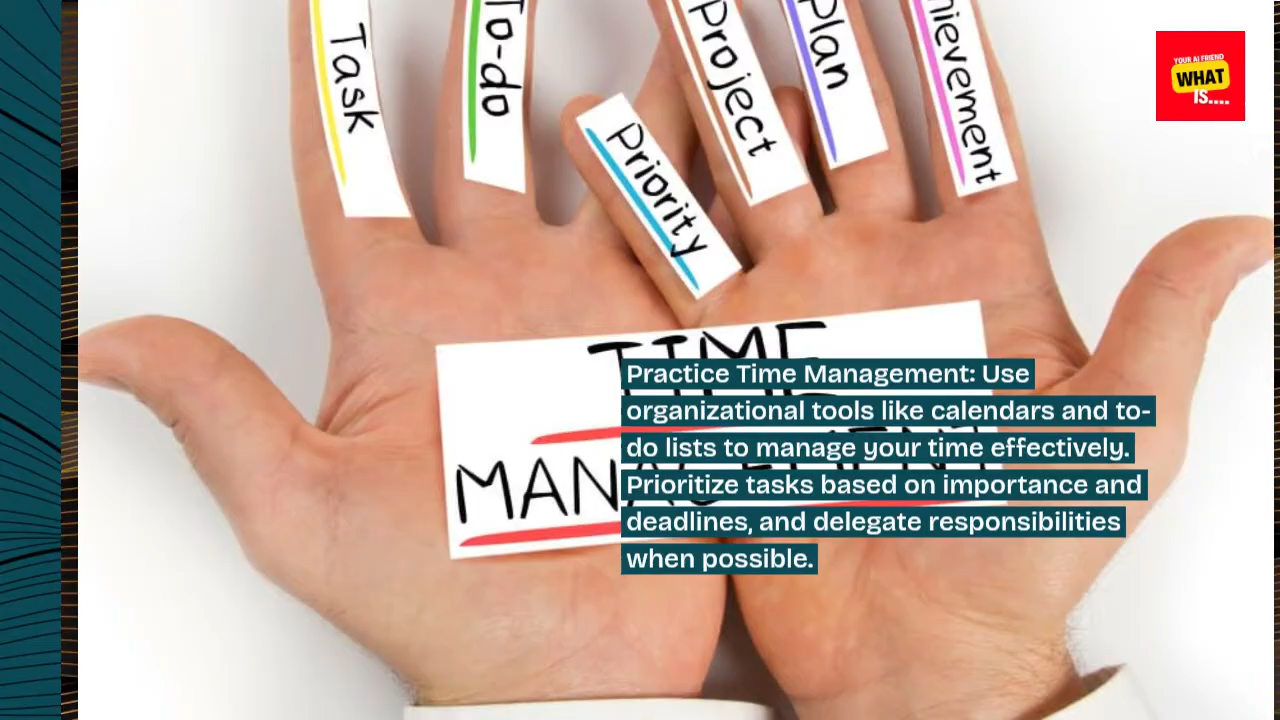 Task
To-do
Priority
Project
Plan
hievement
YOUR AI FRIEND
WHAT
IS....
TIME
Practice Time Management: Use
organizational tools like calendars and to-
do lists to manage your time effectively.
Prioritize tasks based on importance and
deadlines, and delegate responsibilities
when possible.